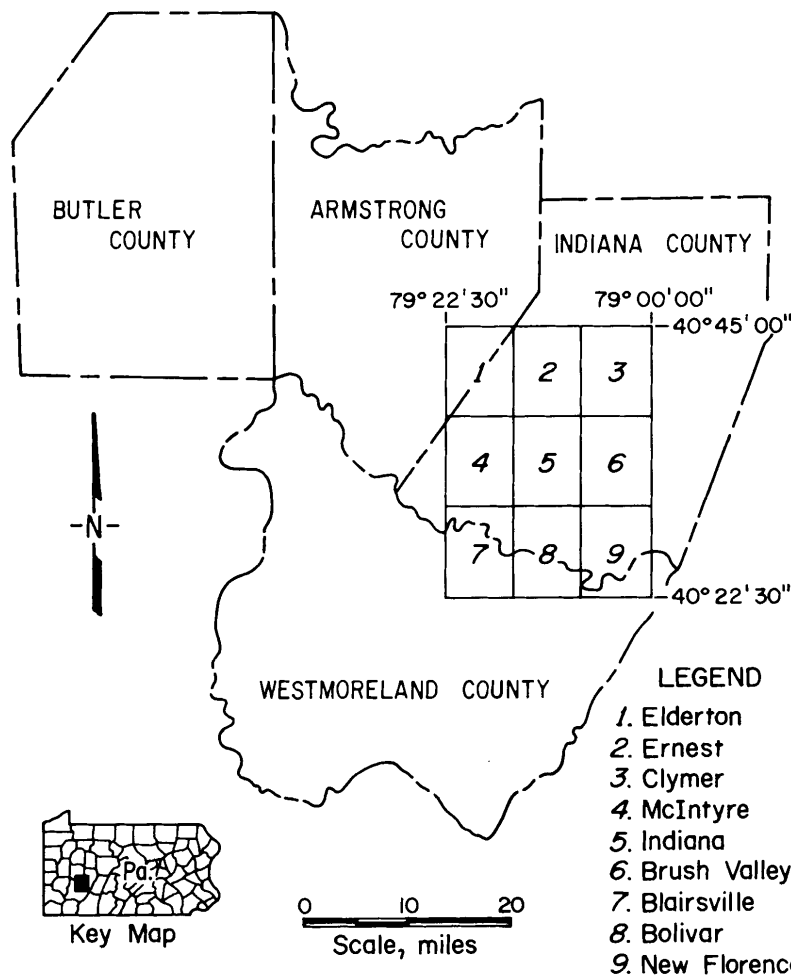 BUTLER
COUNTY
ARMSTRONG
COUNTY
INDIANA COUNTY
79° 22' 30"
79° 00' 00"
40° 45' 00"
1
2
3
4
5
6
-N-
7
8
9
40° 22' 30"
WESTMORELAND COUNTY
LEGEND
1. Elderton
2. Ernest
3. Clymer
4. McIntyre
5. Indiana
6. Brush Valley
7. Blairsville
8. Bolivar
9. New Florence
Pa.
Key Map
0 10 20
Scale, miles